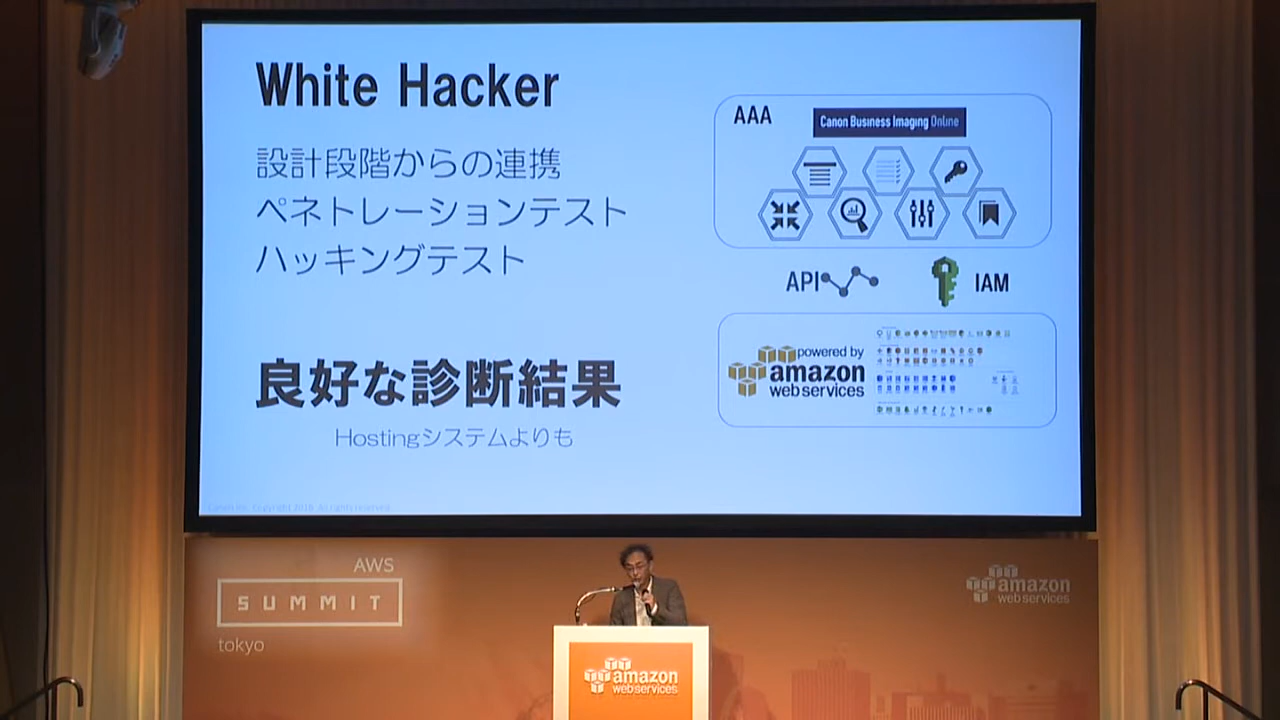 White Hacker
設計段階からの連携
ペネトレーションテスト
ハッキングテスト
良好な診断結果
Hostingシステムよりも
AAA
Canon Business Imaging Online
API
IAM
powered by
amazon
web services
AWS
SUMMIT
tokyo
amazon
web services
amazon
web services